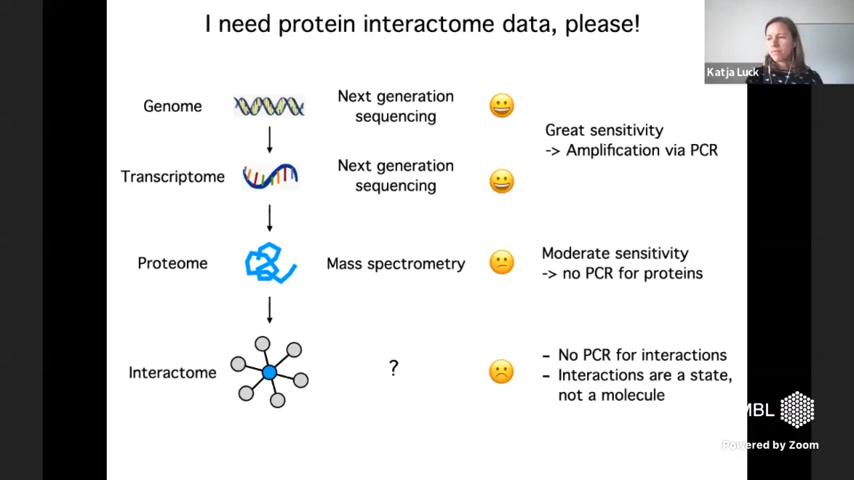 I need protein interactome data, please!
Katja Luck
Genome
Next generation
sequencing
Great sensitivity
-> Amplification via PCR
Transcriptome
Next generation
sequencing
Proteome
Mass spectrometry
Moderate sensitivity
-> no PCR for proteins
Interactome
?
- No PCR for interactions
- Interactions are a state,
not a molecule
MBL
Powered by Zoom